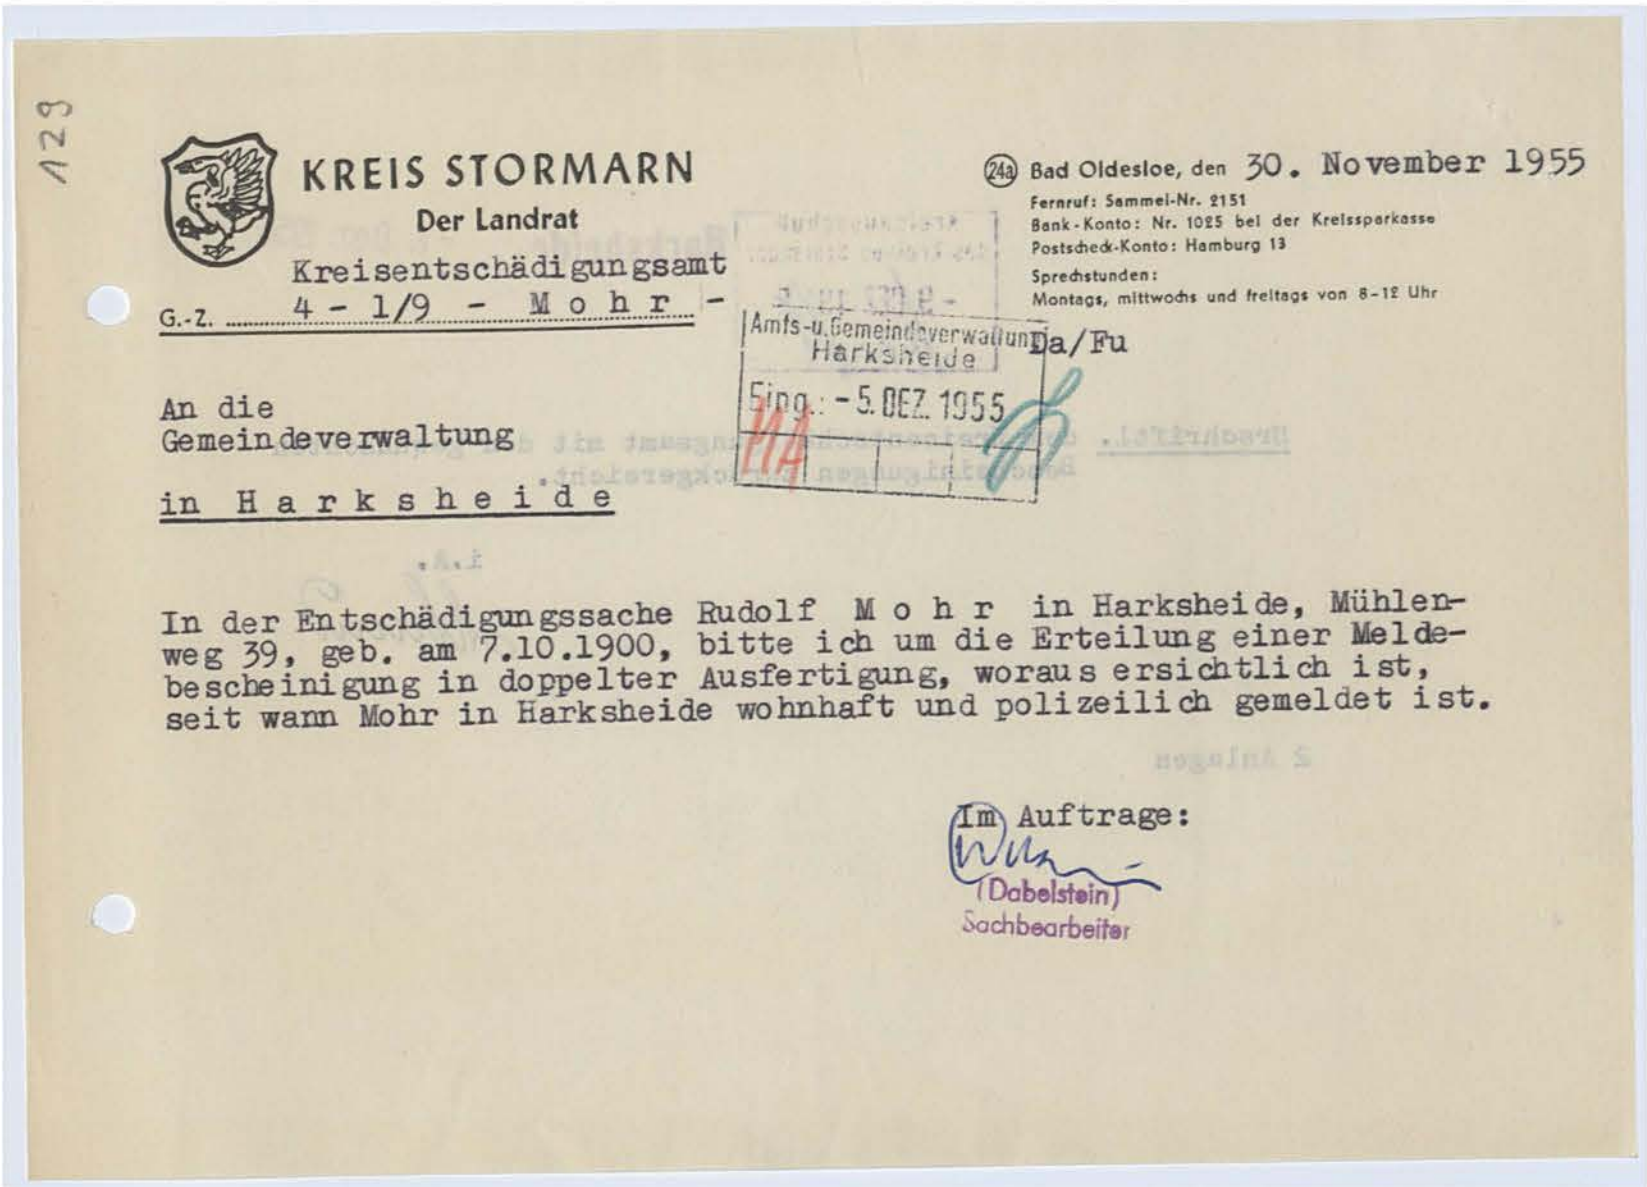 129
KREIS STORMARN
Der Landrat
Kreisentschädigungsamt
G.-Z. 4 - 1/9 - M o h r -
24a Bad Oldesloe, den 30. November 1955
Fernruf: Sammel-Nr. 2151
Bank-Konto: Nr. 1025 bei der Kreissparkasse
Postscheck-Konto: Hamburg 13
Sprechstunden:
Montags, mittwochs und freitags von 8-12 Uhr
Da/Fu
Amts-u. Gemeindeverwaltung
Harksheide
Eing.: - 5. DEZ. 1955
An die
Gemeindeverwaltung
in H a r k s h e i d e
Urschriftl.
i.A.
In der Entschädigungssache Rudolf M o h r in Harksheide, Mühlen-
weg 39, geb. am 7.10.1900, bitte ich um die Erteilung einer Melde-
bescheinigung in doppelter Ausfertigung, woraus ersichtlich ist,
seit wann Mohr in Harksheide wohnhaft und polizeilich gemeldet ist.
2 Anlagen
Im Auftrage:
(Dabelstein)
Sachbearbeiter